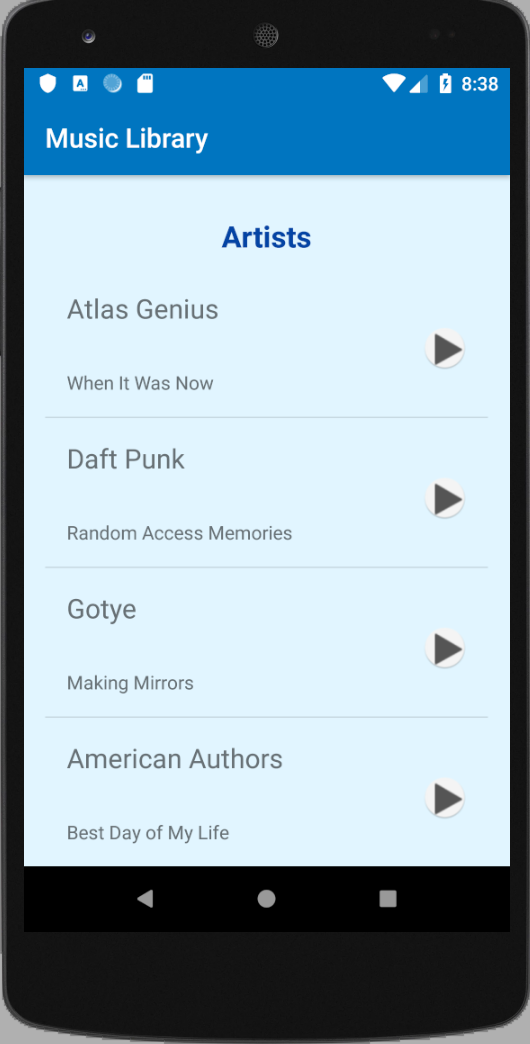 8:38
Music Library
Artists
Atlas Genius
When It Was Now
Daft Punk
Random Access Memories
Gotye
Making Mirrors
American Authors
Best Day of My Life